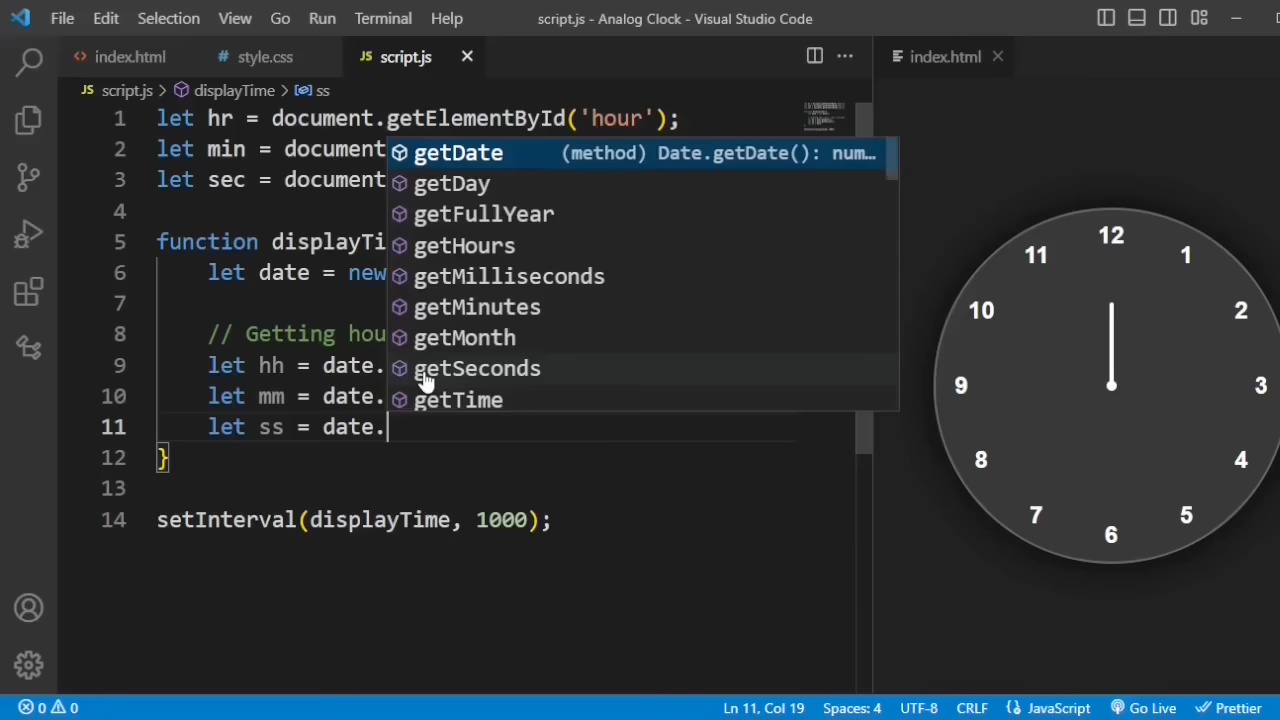 File Edit Selection View Go Run Terminal Help script.js - Analog Clock - Visual Studio Code
index.html style.css JS script.js index.html
JS script.js > displayTime > ss
1 let hr = document.getElementById('hour');
2 let min = document
3 let sec = document
4
5 function displayTi
6 let date = new
7
8 // Getting hou
9 let hh = date.
10 let mm = date.
11 let ss = date.
12 }
13
14 setInterval(displayTime, 1000);
getDate (method) Date.getDate(): num…
getDay
getFullYear
getHours
getMilliseconds
getMinutes
getMonth
getSeconds
getTime
12
11 1
10 2
9 3
8 4
7 5
6
0 0 Ln 11, Col 19 Spaces: 4 UTF-8 CRLF JavaScript Go Live Prettier